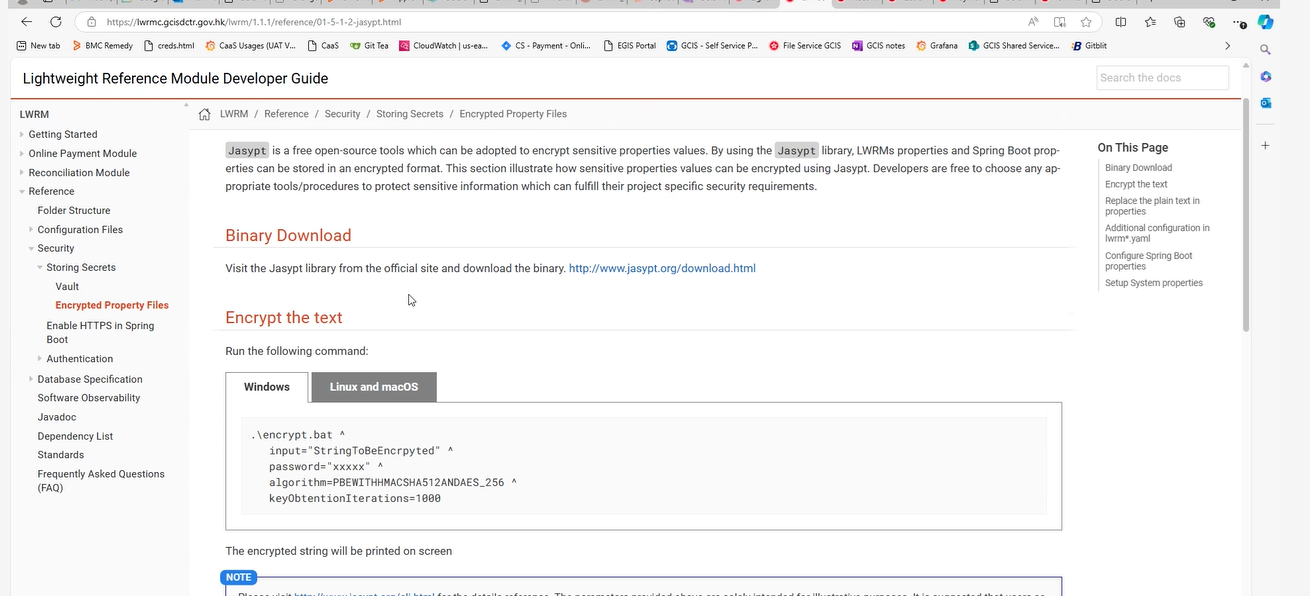 https://lwrmc.gcisdctr.gov.hk/lwrm/1.1.1/reference/01-5-1-2-jasypt.html
New tab
BMC Remedy
creds.html
CaaS Usages (UAT V...
CaaS
Git Tea
CloudWatch | us-ea...
CS - Payment - Onli...
EGIS Portal
GCIS - Self Service P...
File Service GCIS
GCIS notes
Grafana
GCIS Shared Service...
Gitblit
Lightweight Reference Module Developer Guide
Search the docs
LWRM
Getting Started
Online Payment Module
Reconciliation Module
Reference
Folder Structure
Configuration Files
Security
Storing Secrets
Vault
Encrypted Property Files
Enable HTTPS in Spring
Boot
Authentication
Database Specification
Software Observability
Javadoc
Dependency List
Standards
Frequently Asked Questions
(FAQ)
LWRM / Reference / Security / Storing Secrets / Encrypted Property Files
Jasypt is a free open-source tools which can be adopted to encrypt sensitive properties values. By using the Jasypt library, LWRMs properties and Spring Boot prop-
erties can be stored in an encrypted format. This section illustrate how sensitive properties values can be encrypted using Jasypt. Developers are free to choose any ap-
propriate tools/procedures to protect sensitive information which can fulfill their project specific security requirements.
Binary Download
Visit the Jasypt library from the official site and download the binary. http://www.jasypt.org/download.html
Encrypt the text
Run the following command:
Windows
Linux and macOS
.\encrypt.bat ^
input="StringToBeEncrpyted" ^
password="xxxxx" ^
algorithm=PBEWITHHMACSHA512ANDAES_256 ^
keyObtentionIterations=1000
The encrypted string will be printed on screen
NOTE
On This Page
Binary Download
Encrypt the text
Replace the plain text in
properties
Additional configuration in
lwrm*.yaml
Configure Spring Boot
properties
Setup System properties